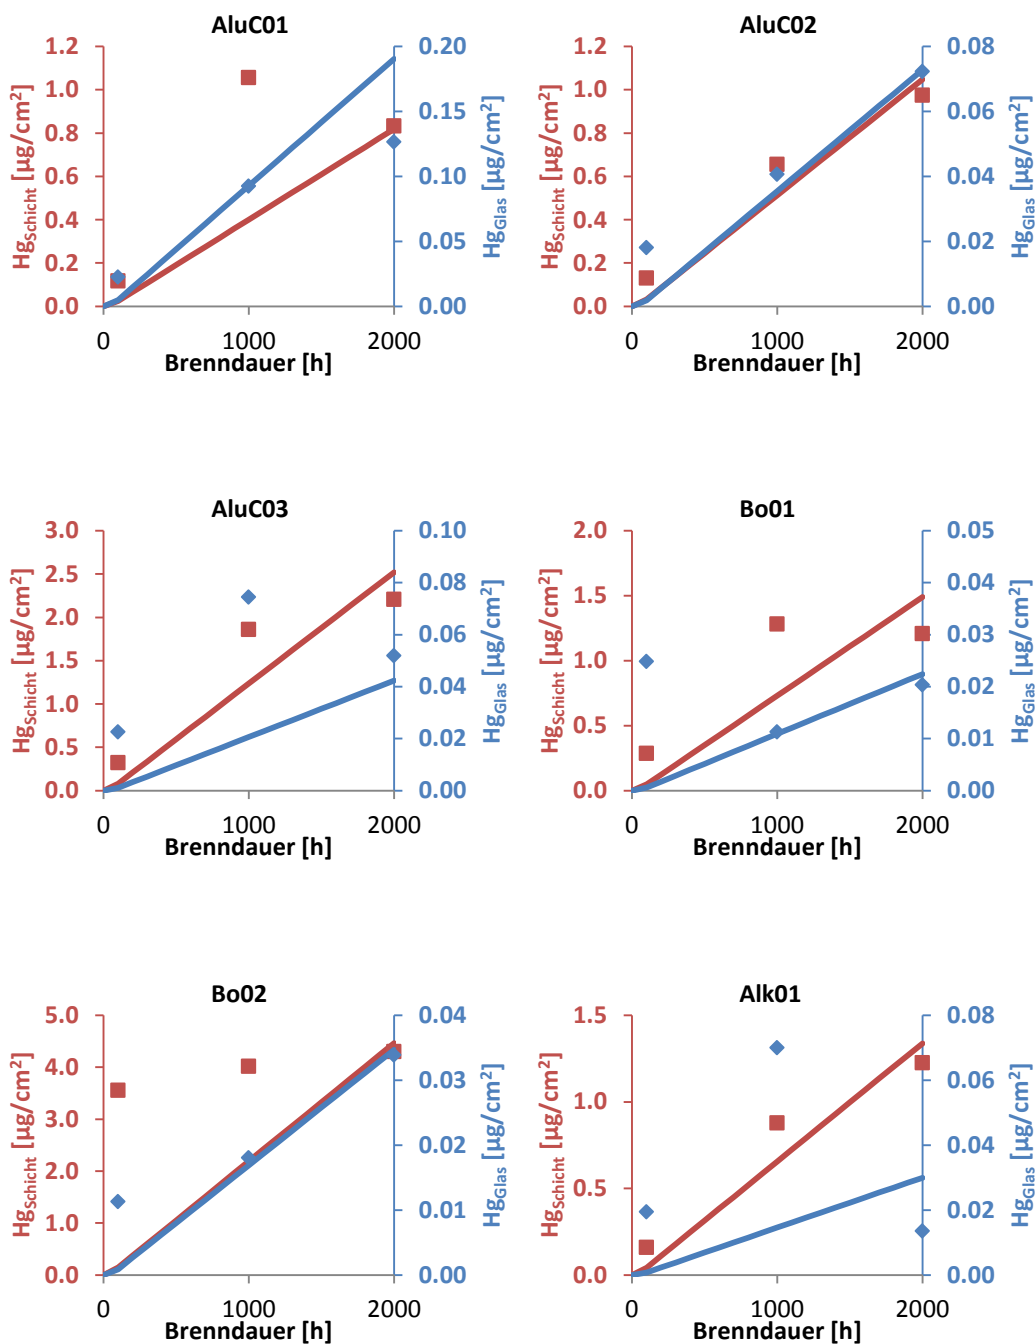 AluC01
Hg_Schicht [µg/cm²]
1.2
1.0
0.8
0.6
0.4
0.2
0.0
0 1000 2000
Brenndauer [h]
0.20
0.15
0.10
0.05
0.00
Hg_Glas [µg/cm²]
AluC02
Hg_Schicht [µg/cm²]
1.2
1.0
0.8
0.6
0.4
0.2
0.0
0 1000 2000
Brenndauer [h]
0.08
0.06
0.04
0.02
0.00
Hg_Glas [µg/cm²]
AluC03
Hg_Schicht [µg/cm²]
3.0
2.5
2.0
1.5
1.0
0.5
0.0
0 1000 2000
Brenndauer [h]
0.10
0.08
0.06
0.04
0.02
0.00
Hg_Glas [µg/cm²]
Bo01
Hg_Schicht [µg/cm²]
2.0
1.5
1.0
0.5
0.0
0 1000 2000
Brenndauer [h]
0.05
0.04
0.03
0.02
0.01
0.00
Hg_Glas [µg/cm²]
Bo02
Hg_Schicht [µg/cm²]
5.0
4.0
3.0
2.0
1.0
0.0
0 1000 2000
Brenndauer [h]
0.04
0.03
0.02
0.01
0.00
Hg_Glas [µg/cm²]
Alk01
Hg_Schicht [µg/cm²]
1.5
1.0
0.5
0.0
0 1000 2000
Brenndauer [h]
0.08
0.06
0.04
0.02
0.00
Hg_Glas [µg/cm²]